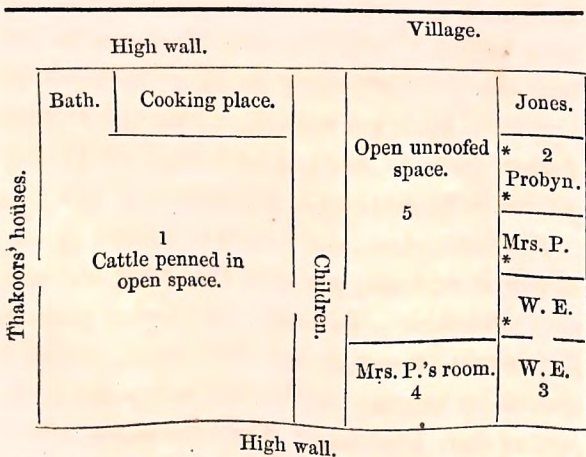 Village.
High wall.
Bath.
Cooking place.
Jones.
Open unroofed
space.
5
* 2
Probyn.
*
Thakoors' houses.
1
Cattle penned in
open space.
Children.
Mrs. P.
*
W. E.
*
Mrs. P.'s room.
4
W. E.
3
High wall.